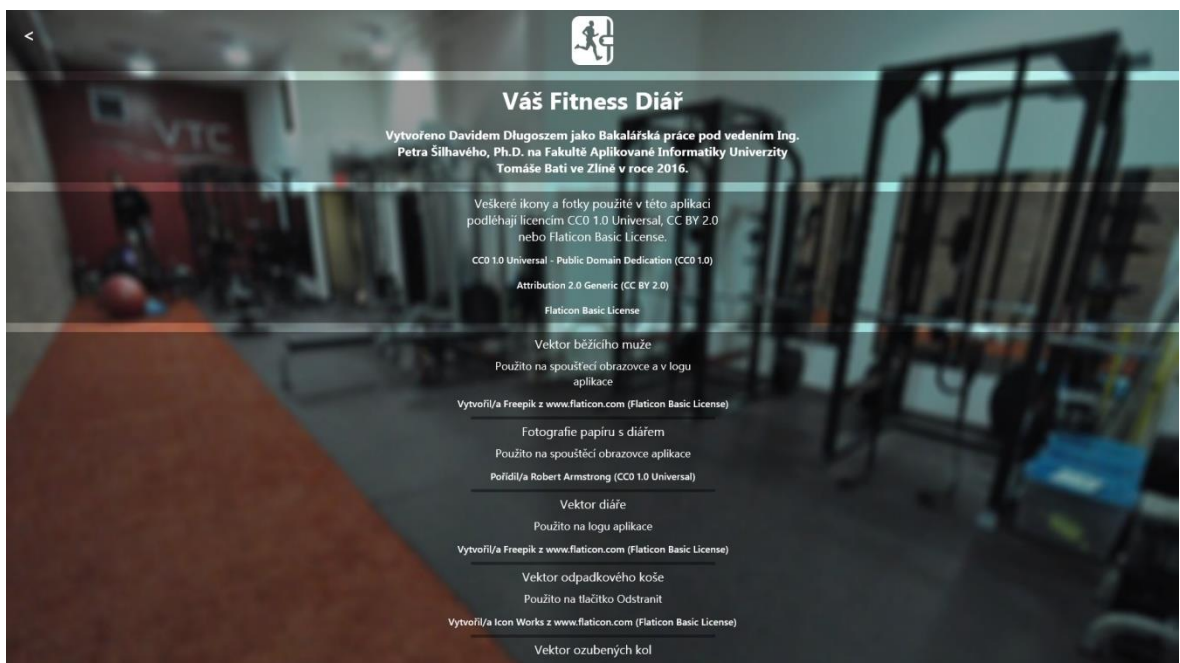 <
VTC
Váš Fitness Diář
Vytvořeno Davidem Długoszem jako Bakalářská práce pod vedením Ing.
Petra Šilhavého, Ph.D. na Fakultě Aplikované Informatiky Univerzity
Tomáše Bati ve Zlíně v roce 2016.
Veškeré ikony a fotky použité v této aplikaci
podléhají licencím CC0 1.0 Universal, CC BY 2.0
nebo Flaticon Basic License.
CC0 1.0 Universal - Public Domain Dedication (CC0 1.0)
Attribution 2.0 Generic (CC BY 2.0)
Flaticon Basic License
Vektor běžícího muže
Použito na spoušťecí obrazovce a v logu
aplikace
Vytvořil/a Freepik z www.flaticon.com (Flaticon Basic License)
Fotografie papíru s diářem
Použito na spouštěcí obrazovce aplikace
Pořídil/a Robert Armstrong (CC0 1.0 Universal)
Vektor diáře
Použito na logu aplikace
Vytvořil/a Freepik z www.flaticon.com (Flaticon Basic License)
Vektor odpadkového koše
Použito na tlačítko Odstranit
Vytvořil/a Icon Works z www.flaticon.com (Flaticon Basic License)
Vektor ozubených kol